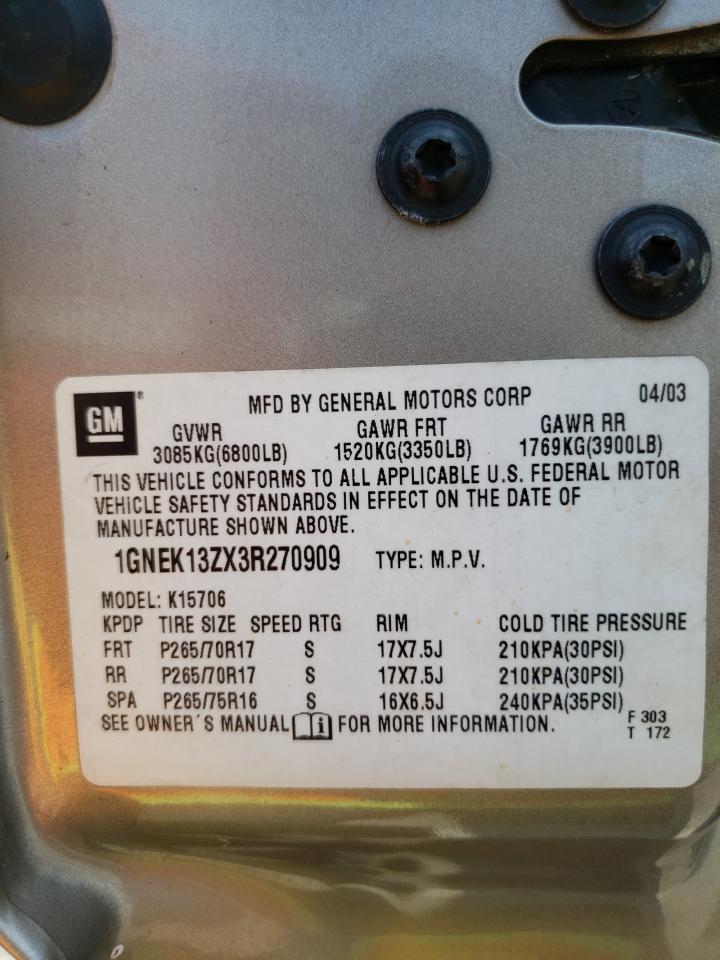 GM®
MFD BY GENERAL MOTORS CORP 04/03
GVWR GAWR FRT GAWR RR
3085KG(6800LB) 1520KG(3350LB) 1769KG(3900LB)
THIS VEHICLE CONFORMS TO ALL APPLICABLE U.S. FEDERAL MOTOR
VEHICLE SAFETY STANDARDS IN EFFECT ON THE DATE OF
MANUFACTURE SHOWN ABOVE.
1GNEK13ZX3R270909 TYPE: M.P.V.
MODEL: K15706
KPDP TIRE SIZE SPEED RTG RIM COLD TIRE PRESSURE
FRT P265/70R17 S 17X7.5J 210KPA(30PSI)
RR P265/70R17 S 17X7.5J 210KPA(30PSI)
SPA P265/75R16 S 16X6.5J 240KPA(35PSI)
SEE OWNER´S MANUAL i FOR MORE INFORMATION.
F 303
T 172